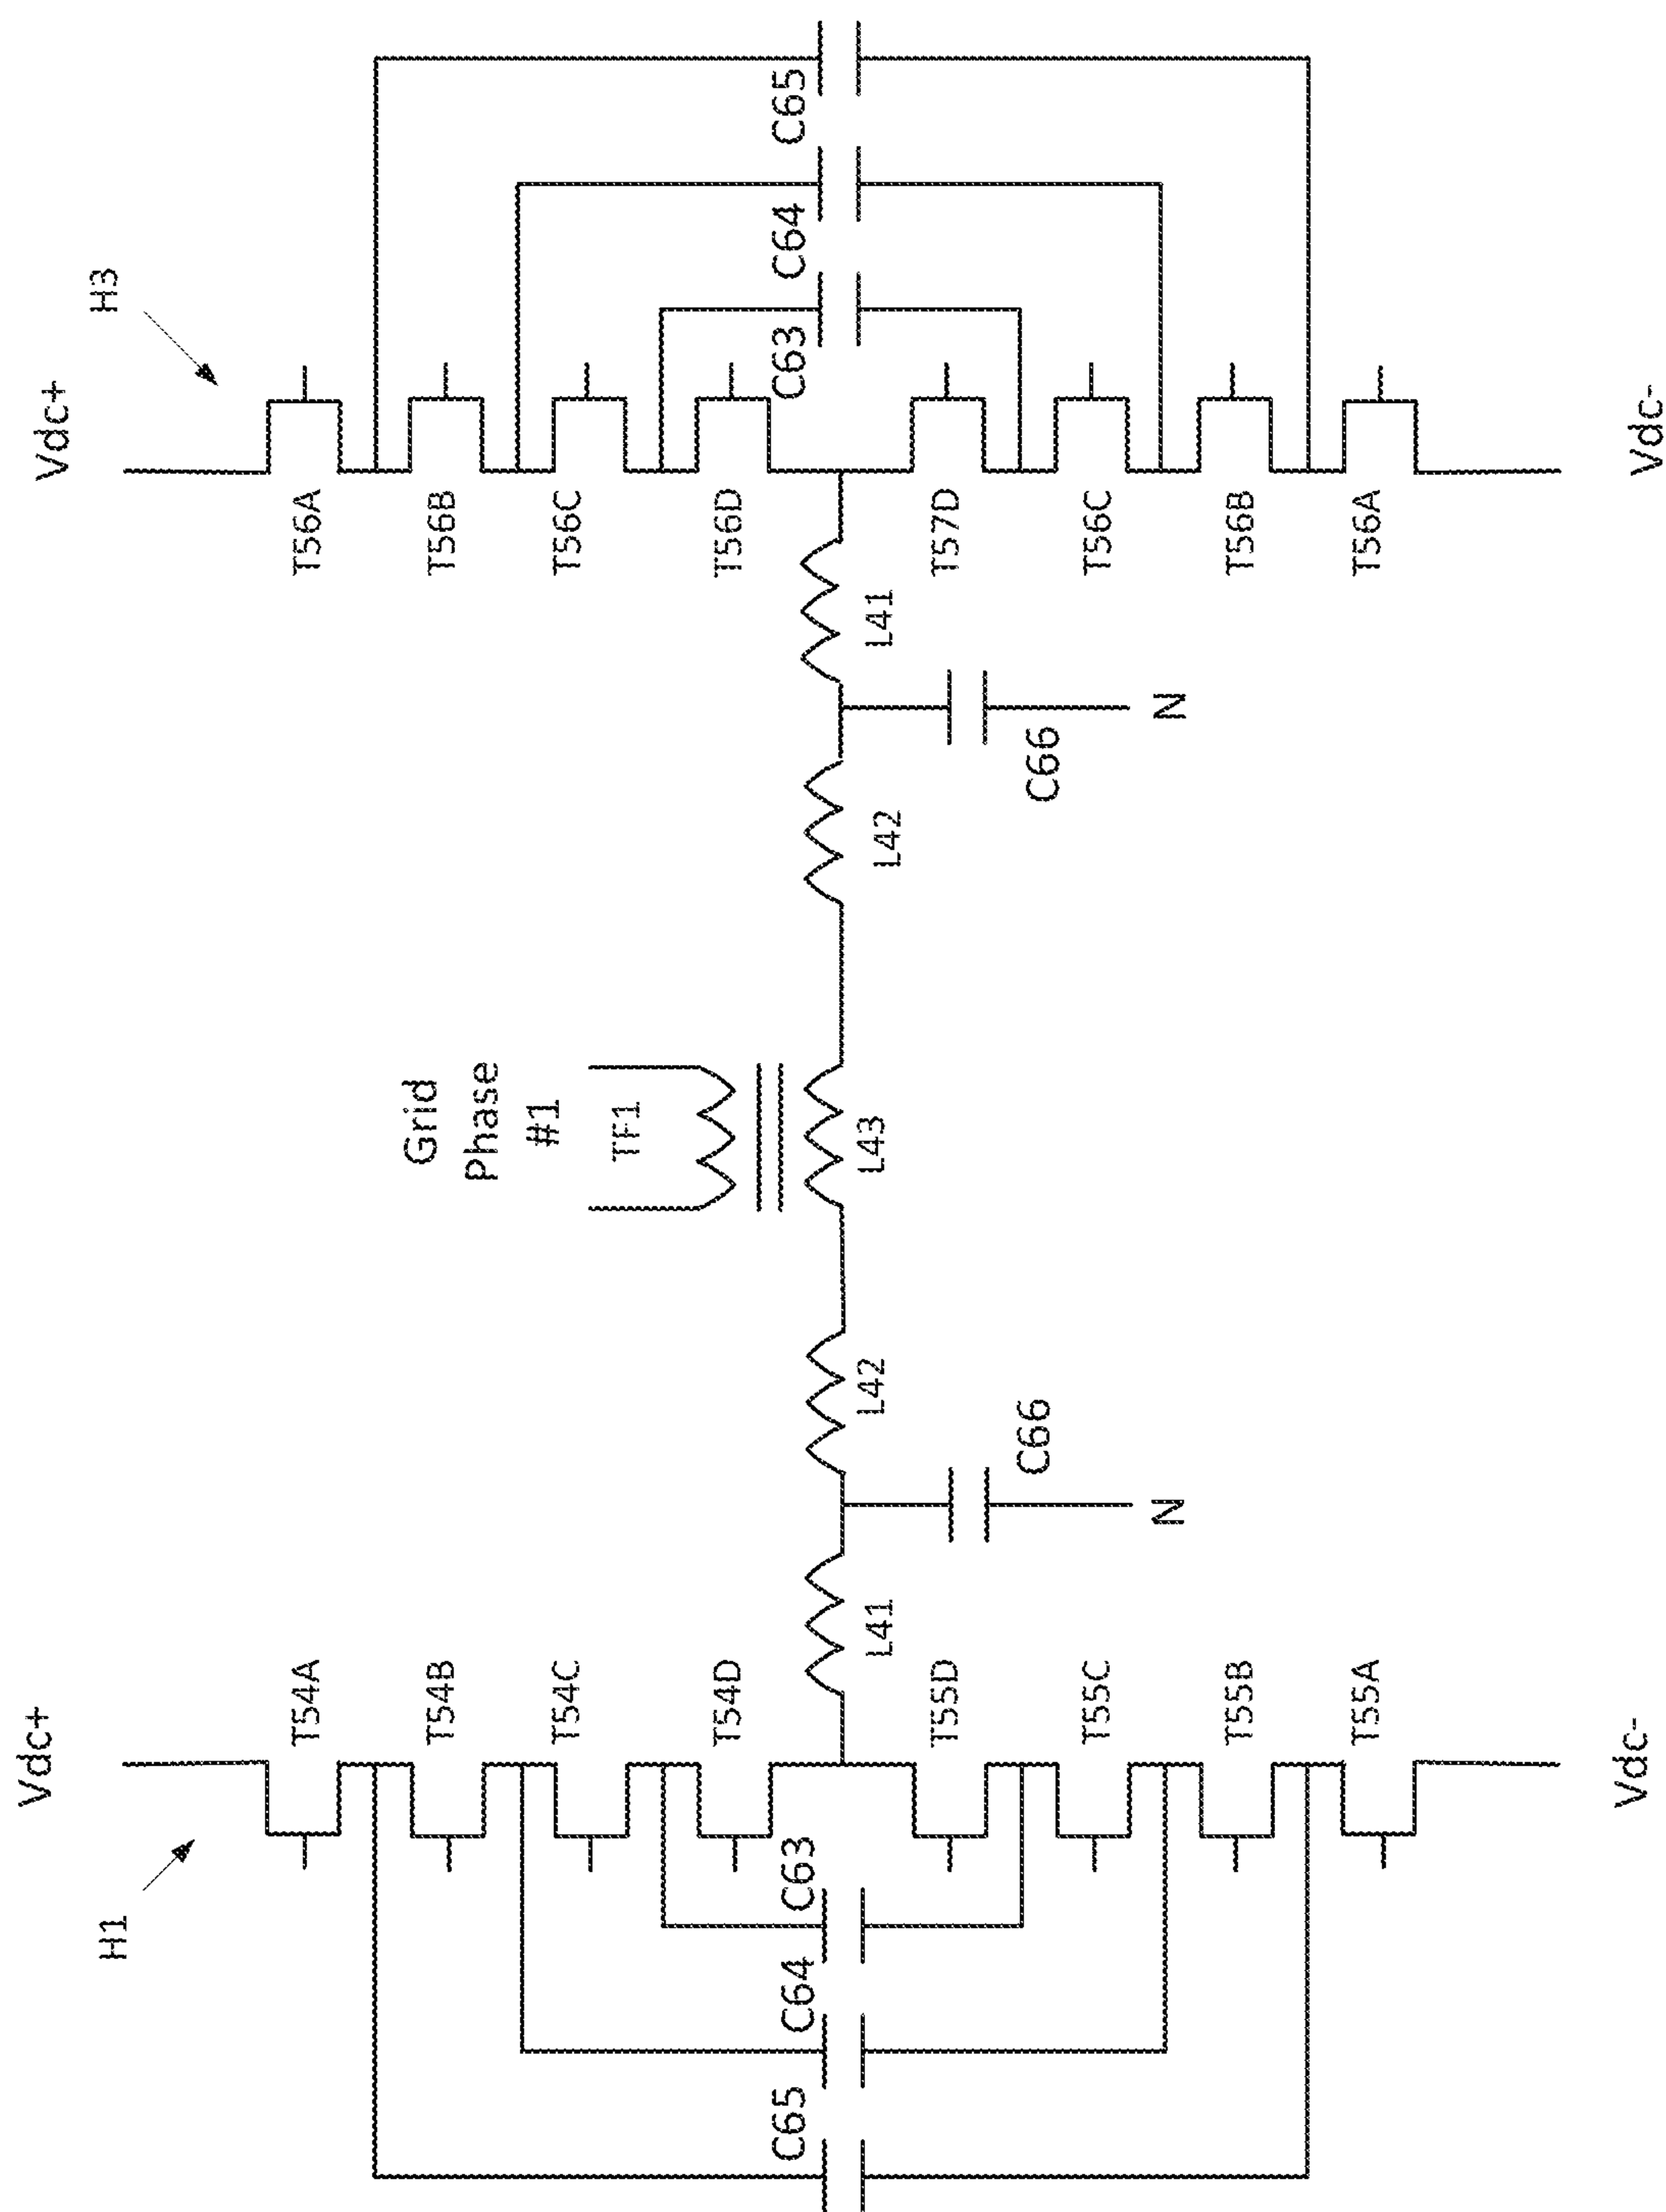 Vdc+
Vdc+
H1
H3
T54A
T56A
Grid
Phase
#1
T54B
T56B
T54C
T56C
TF1
T54D
T56D
C65
C64
C63
C63
C64
C65
L41
L42
L43
L42
L41
T55D
T57D
C66
C66
T55C
T56C
N
N
T55B
T56B
T55A
T56A
Vdc-
Vdc-